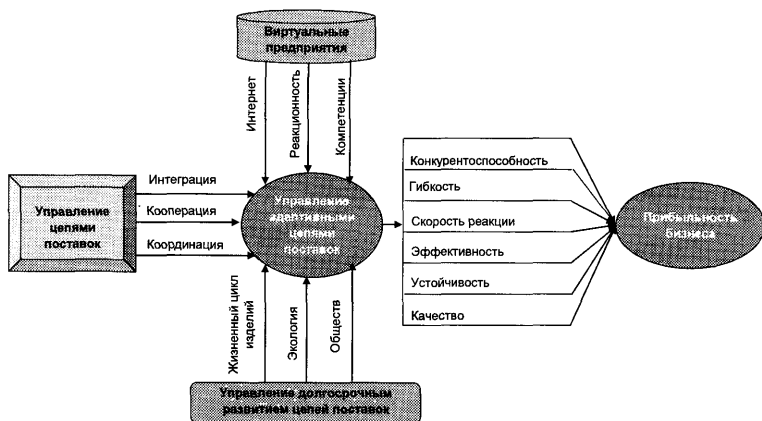 Виртуальные
предприятия
Интернет
Реакционность
Компетенции
Интеграция
Кооперация
Координация
Управление
цепями
поставок
Управление
адаптивными
цепями
поставок
Конкурентоспособность
Гибкость
Скорость реакции
Эффективность
Устойчивость
Качество
Прибыльность
бизнеса
Жизненный цикл
изделий
Экология
Обществ
Управление долгосрочным
развитием цепей поставок